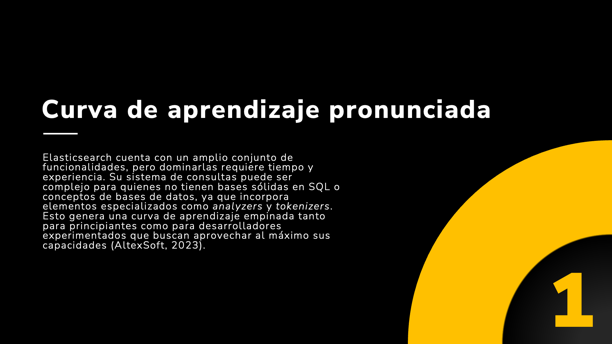 Curva de aprendizaje pronunciada
Elasticsearch cuenta con un amplio conjunto de
funcionalidades, pero dominarlas requiere tiempo y
experiencia. Su sistema de consultas puede ser
complejo para quienes no tienen bases sólidas en SQL o
conceptos de bases de datos, ya que incorpora
elementos especializados como analyzers y tokenizers.
Esto genera una curva de aprendizaje empinada tanto
para principiantes como para desarrolladores
experimentados que buscan aprovechar al máximo sus
capacidades (AltexSoft, 2023).
1